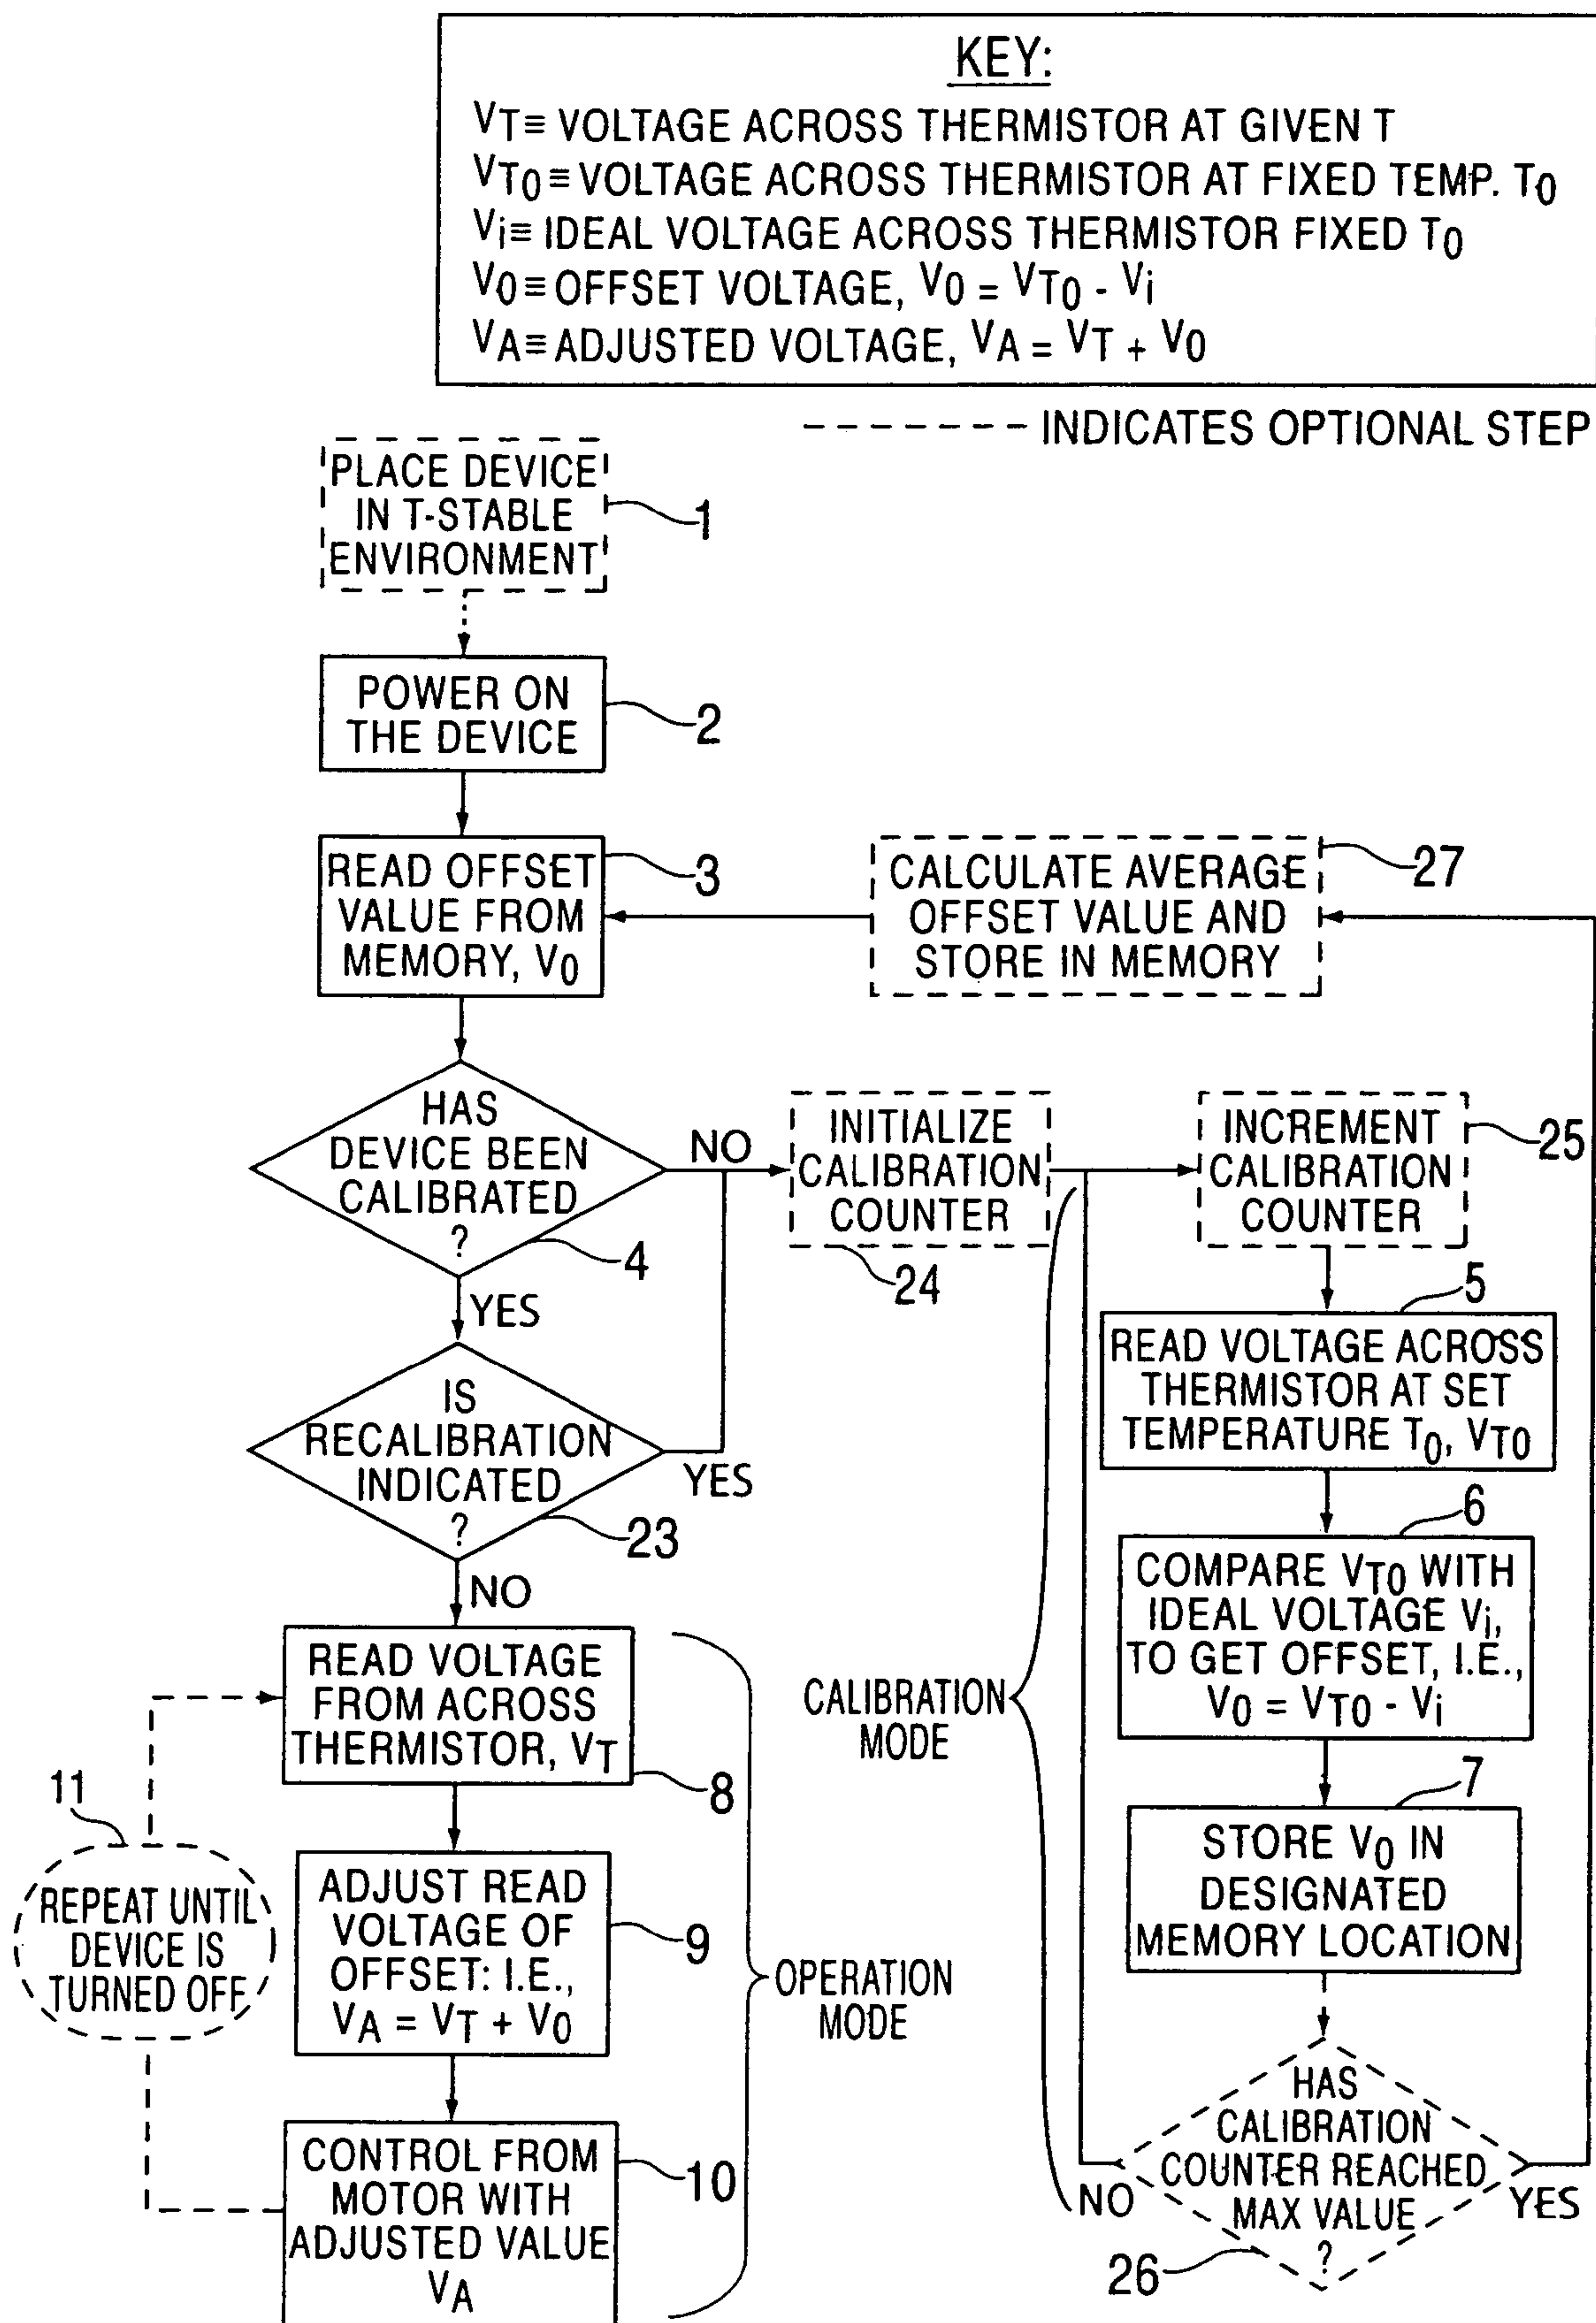 KEY:
VT≡ VOLTAGE ACROSS THERMISTOR AT GIVEN T
VT0≡VOLTAGE ACROSS THERMISTOR AT FIXED TEMP. T0
Vi≡ IDEAL VOLTAGE ACROSS THERMISTOR FIXED T0
V0≡OFFSET VOLTAGE, V0 = VT0 - Vi
VA≡ADJUSTED VOLTAGE, VA = VT + V0
------- INDICATES OPTIONAL STEP
PLACE DEVICE
IN T-STABLE
ENVIRONMENT
1
POWER ON
THE DEVICE
2
READ OFFSET
VALUE FROM
MEMORY, V0
3
CALCULATE AVERAGE
OFFSET VALUE AND
STORE IN MEMORY
27
HAS
DEVICE BEEN
CALIBRATED
?
4
NO
YES
INITIALIZE
CALIBRATION
COUNTER
24
INCREMENT
CALIBRATION
COUNTER
25
IS
RECALIBRATION
INDICATED
?
23
YES
NO
5
READ VOLTAGE ACROSS
THERMISTOR AT SET
TEMPERATURE T0, VT0
6
COMPARE VT0 WITH
IDEAL VOLTAGE Vi,
TO GET OFFSET, I.E.,
V0 = VT0 - Vi
7
STORE V0 IN
DESIGNATED
MEMORY LOCATION
CALIBRATION
MODE
READ VOLTAGE
FROM ACROSS
THERMISTOR, VT
8
11
REPEAT UNTIL
DEVICE IS
TURNED OFF
ADJUST READ
VOLTAGE OF
OFFSET: I.E.,
VA = VT + V0
9
OPERATION
MODE
CONTROL FROM
MOTOR WITH
ADJUSTED VALUE
VA
10
HAS
CALIBRATION
COUNTER REACHED
MAX VALUE
?
26
NO
YES